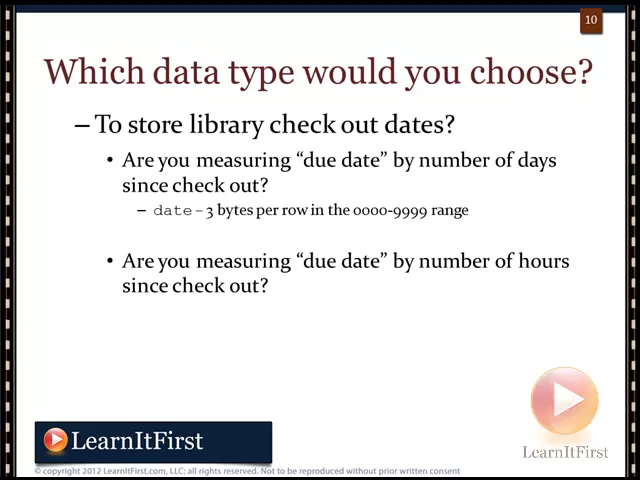 10
Which data type would you choose?
– To store library check out dates?
• Are you measuring “due date” by number of days
since check out?
– date – 3 bytes per row in the 0000-9999 range
• Are you measuring “due date” by number of hours
since check out?
LearnItFirst
LearnItFirst
© copyright 2012 LearnItFirst.com, LLC; all rights reserved. Not to be reproduced without prior written consent